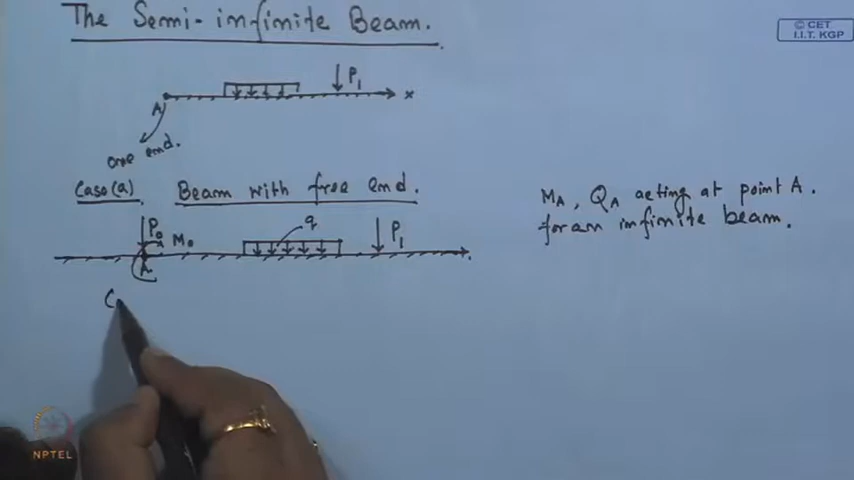 The Semi-infinite Beam.
© CET
I.I.T. KGP
P1
A
x
one end.
Case(a) Beam with free end.
MA, QA acting at point A.
for an infinite beam.
P0
M0
q
P1
A
(
NPTEL